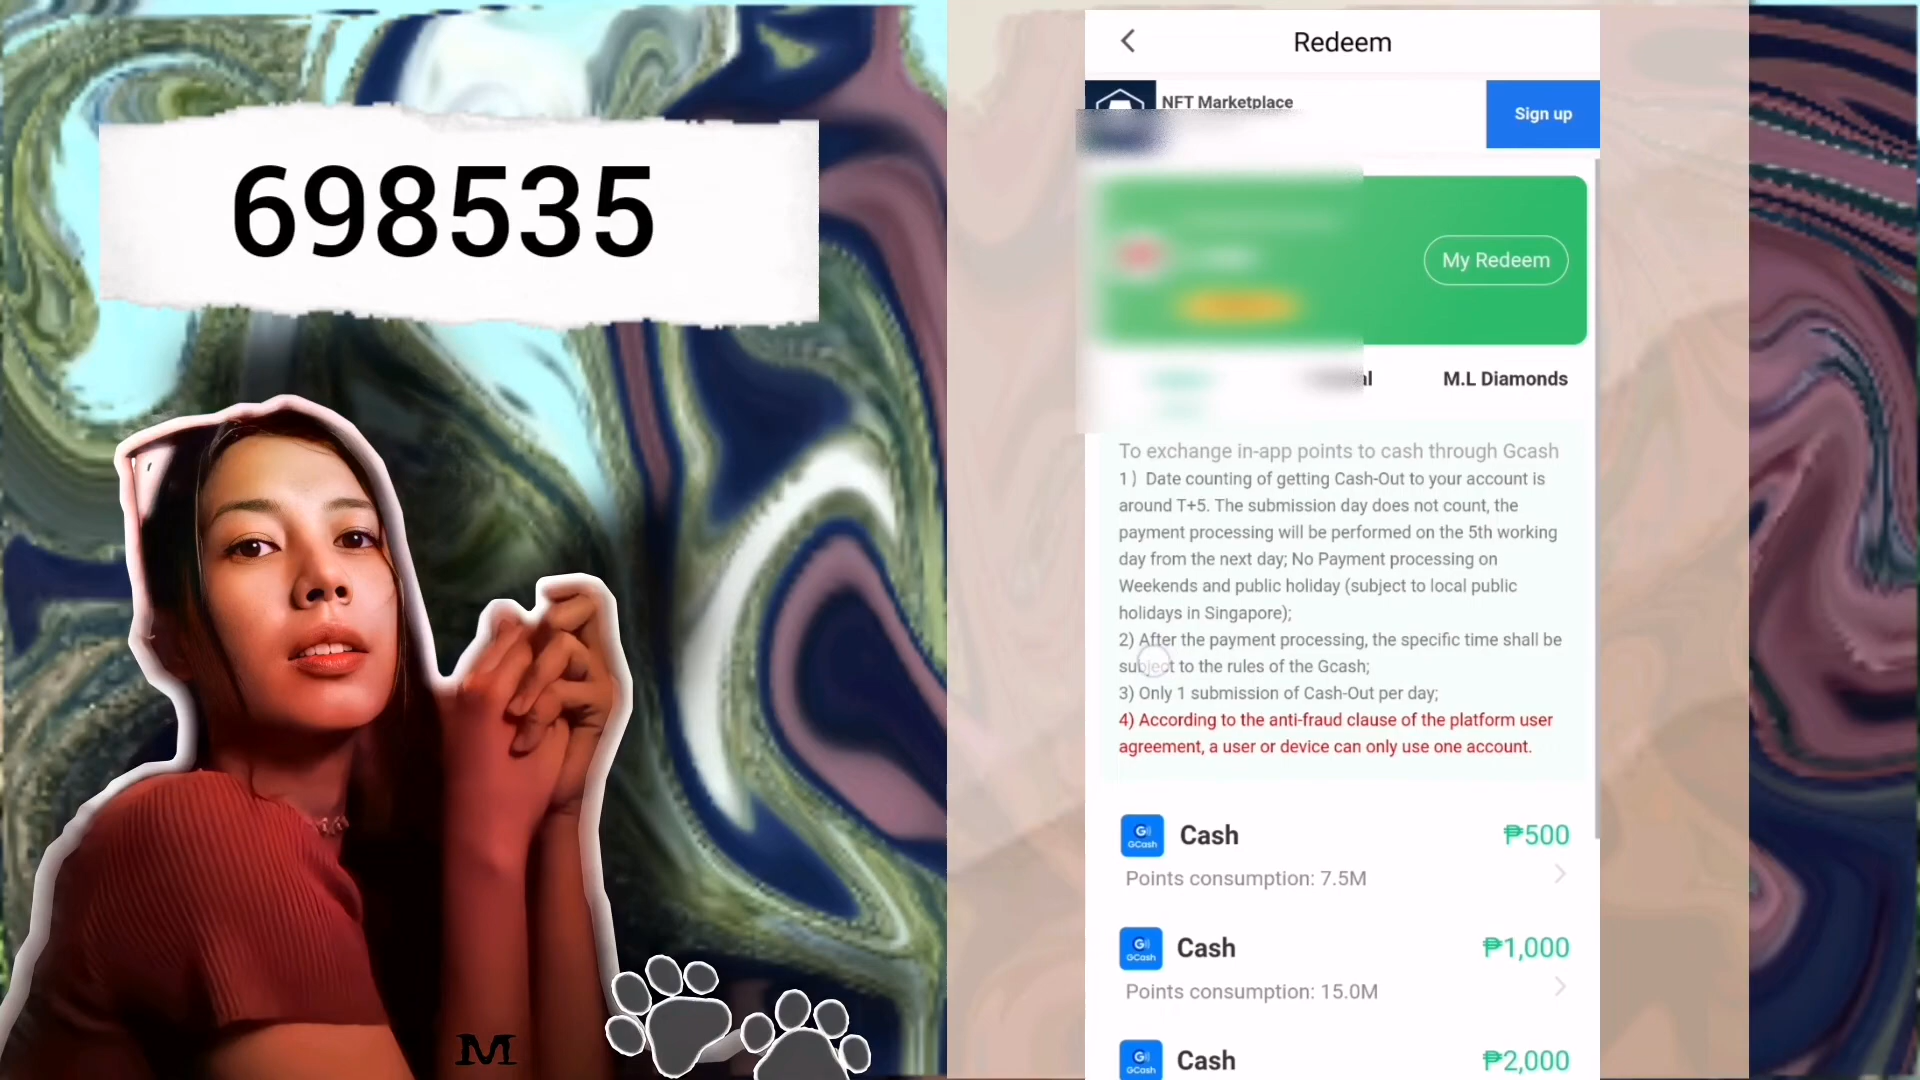 698535
M
Redeem
NFT Marketplace
Sign up
My Redeem
M.L Diamonds
To exchange in-app points to cash through Gcash
1) Date counting of getting Cash-Out to your account is
around T+5. The submission day does not count, the
payment processing will be performed on the 5th working
day from the next day; No Payment processing on
Weekends and public holiday (subject to local public
holidays in Singapore);
2) After the payment processing, the specific time shall be
subject to the rules of the Gcash;
3) Only 1 submission of Cash-Out per day;
4) According to the anti-fraud clause of the platform user
agreement, a user or device can only use one account.
G GCash Cash ₱500
Points consumption: 7.5M
G GCash Cash ₱1,000
Points consumption: 15.0M
G GCash Cash ₱2,000